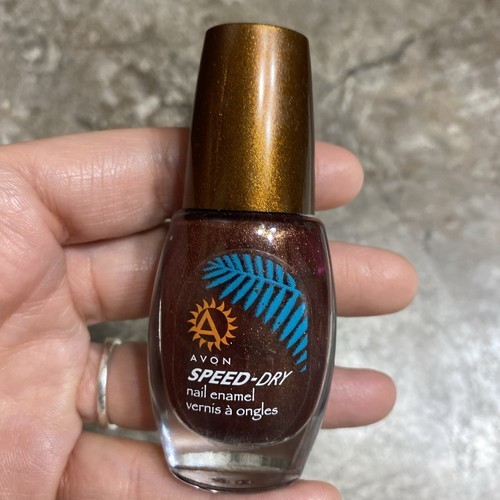 A
AVON
SPEED-DRY
nail enamel
vernis à ongles